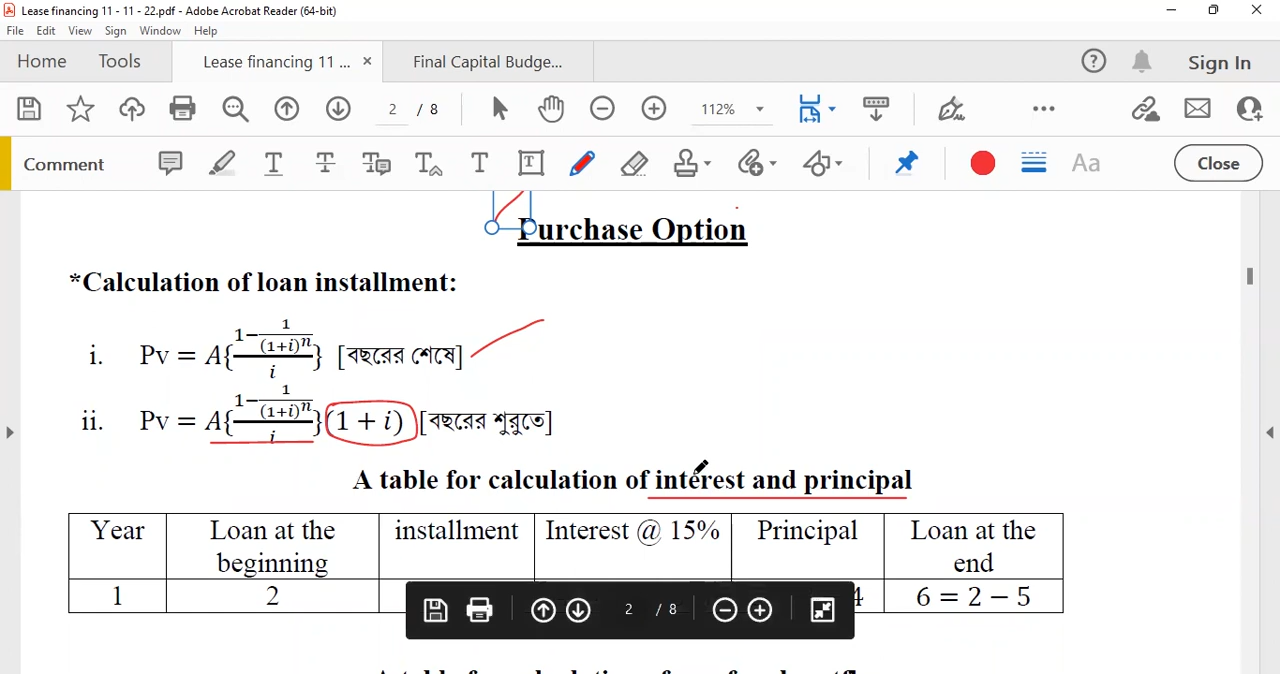 Lease financing 11 - 11 - 22.pdf - Adobe Acrobat Reader (64-bit)
File Edit View Sign Window Help
Home Tools Lease financing 11 ... × Final Capital Budge... Sign In
2 / 8 112%
Comment Close
Purchase Option
*Calculation of loan installment:
i. Pv = A{(1−1/(1+i)^n)/i} [বছরের শেষে]
ii. Pv = A{(1−1/(1+i)^n)/i}(1 + i) [বছরের শুরুতে]
A table for calculation of interest and principal
Year Loan at the beginning installment Interest @ 15% Principal Loan at the end
1 2 4 6 = 2 − 5
2 / 8